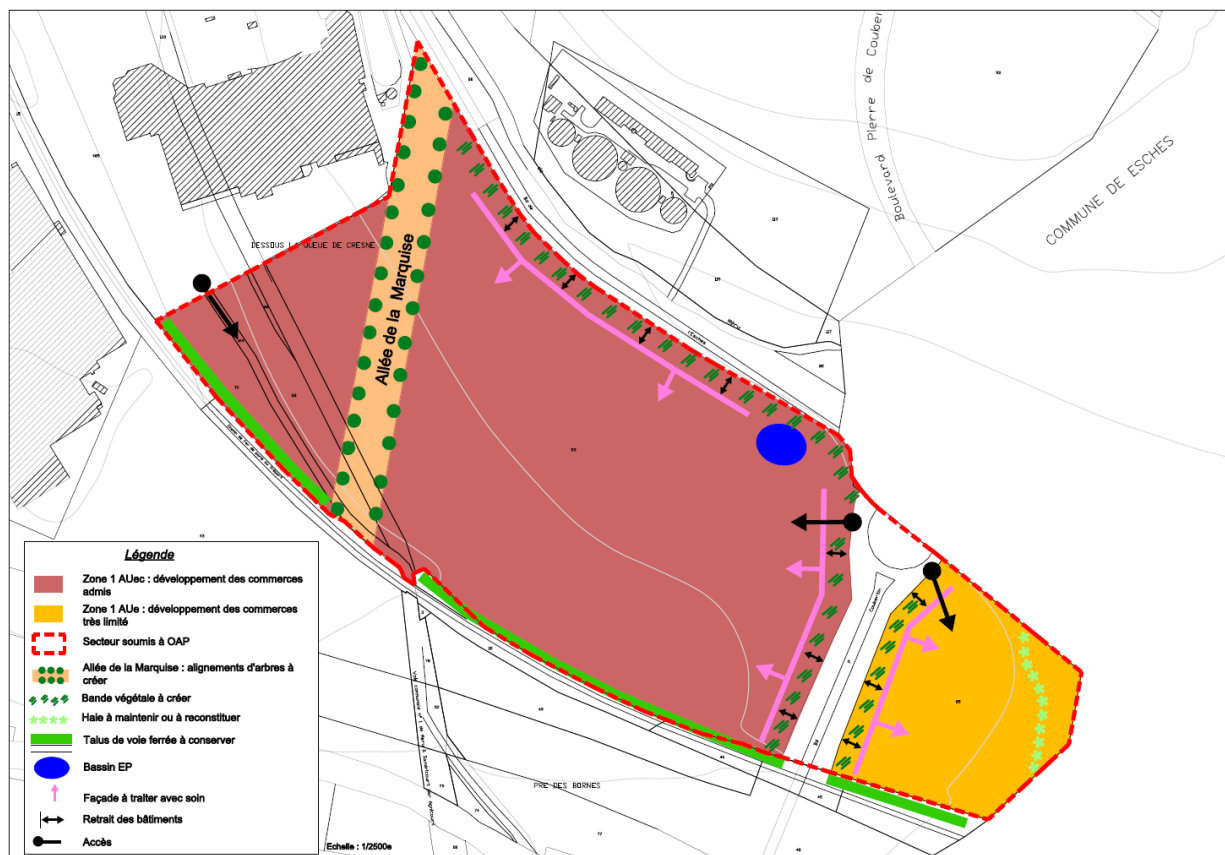 Boulevard Pierre de Couber
COMMUNE DE ESCHES
DESSOUS LA QUEUE DE CRESNE
Allée de la Marquise
MERU
l'Esches
Coubertin
PRE DES BORNES
Légende
Zone 1 AUec : développement des commerces
admis
Zone 1 AUe : développement des commerces
très limité
Secteur soumis à OAP
Allée de la Marquise : alignements d'arbres à
créer
Bande végétale à créer
Haie à maintenir ou à reconstituer
Talus de voie ferrée à conserver
Bassin EP
Façade à traiter avec soin
Retrait des bâtiments
Accès
Echelle : 1/2500e